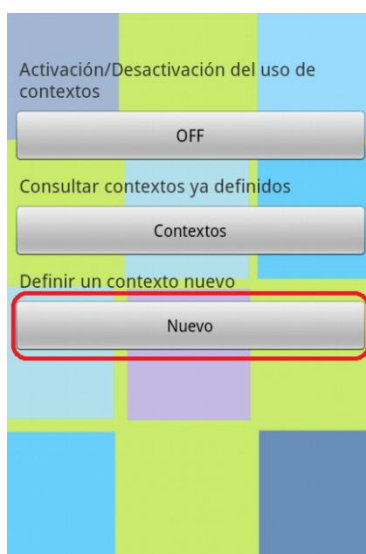 Activación/Desactivación del uso de
contextos
OFF
Consultar contextos ya definidos
Contextos
Definir un contexto nuevo
Nuevo